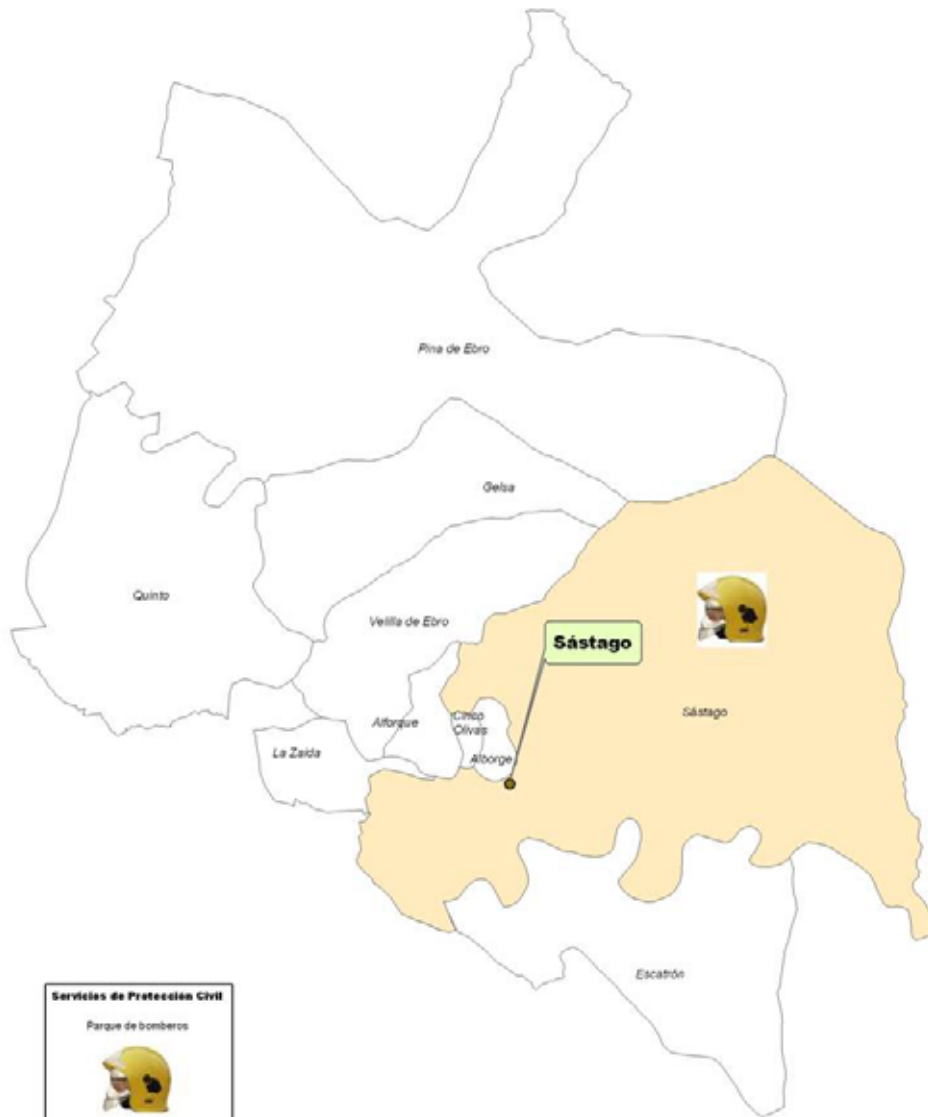 Pina de Ebro
Gelsa
Quinto
Velilla de Ebro
Sástago
Sástago
Alforque
Cinco
Olivas
La Zaida
Alborge
Escatrón
Servicios de Protección Civil
Parque de bomberos